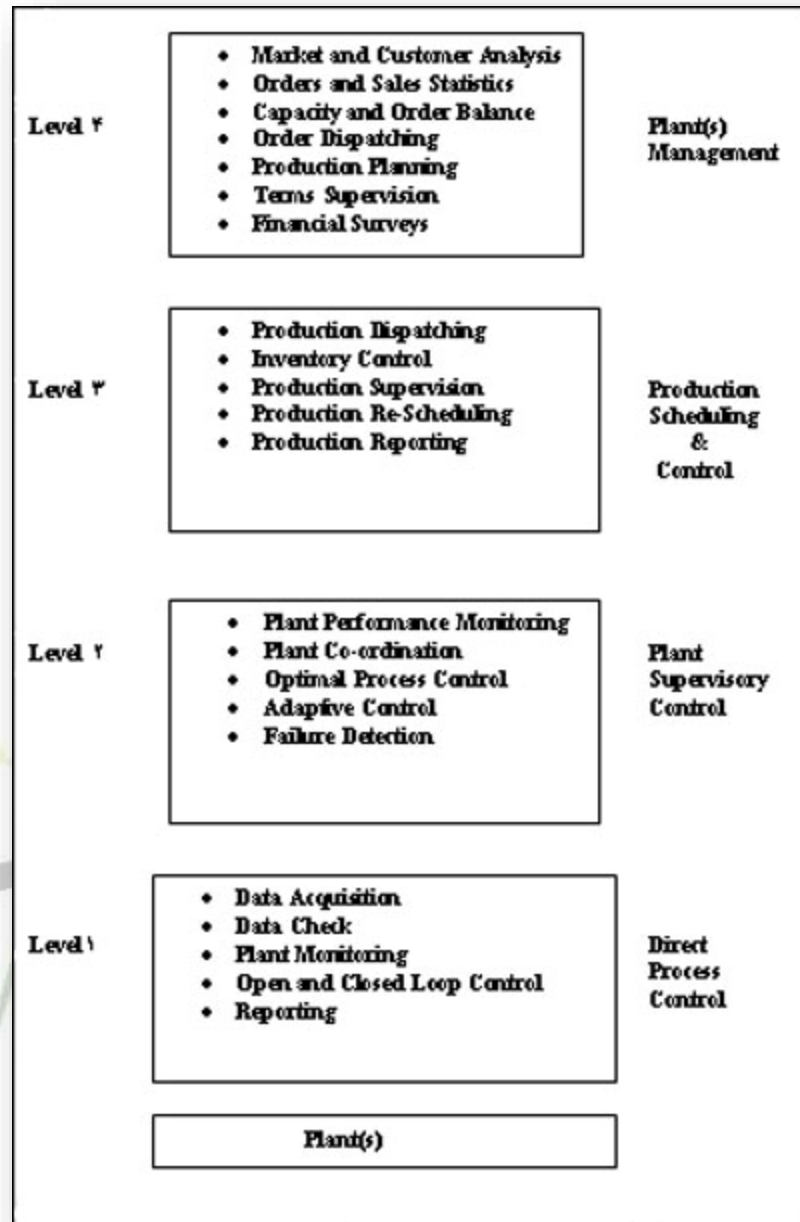 • Market and Customer Analysis
• Orders and Sales Statistics
• Capacity and Order Balance
• Order Dispatching
• Production Planning
• Terms Supervision
• Financial Surveys
Level ۴
Plant(s)
Management
• Production Dispatching
• Inventory Control
• Production Supervision
• Production Re-Scheduling
• Production Reporting
Level ۳
Production
Scheduling
&
Control
• Plant Performance Monitoring
• Plant Co-ordination
• Optimal Process Control
• Adaptive Control
• Failure Detection
Level ۲
Plant
Supervisory
Control
• Data Acquisition
• Data Check
• Plant Monitoring
• Open and Closed Loop Control
• Reporting
Level ۱
Direct
Process
Control
Plant(s)